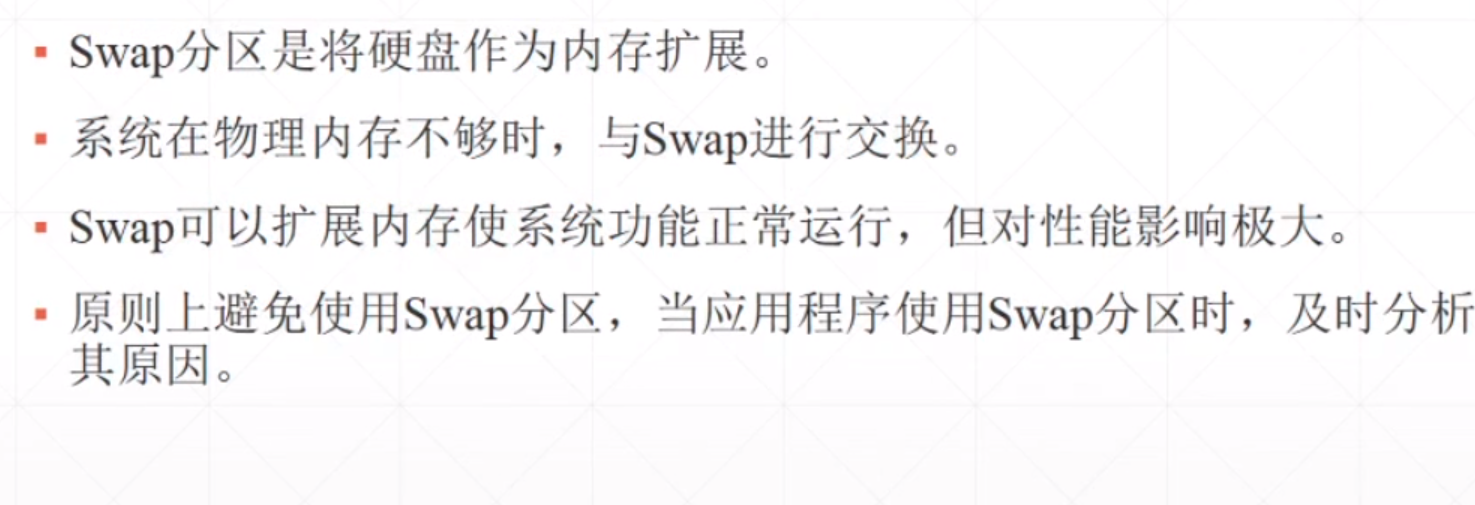 ▪ Swap分区是将硬盘作为内存扩展。
▪ 系统在物理内存不够时，与Swap进行交换。
▪ Swap可以扩展内存使系统功能正常运行，但对性能影响极大。
▪ 原则上避免使用Swap分区，当应用程序使用Swap分区时，及时分析
其原因。